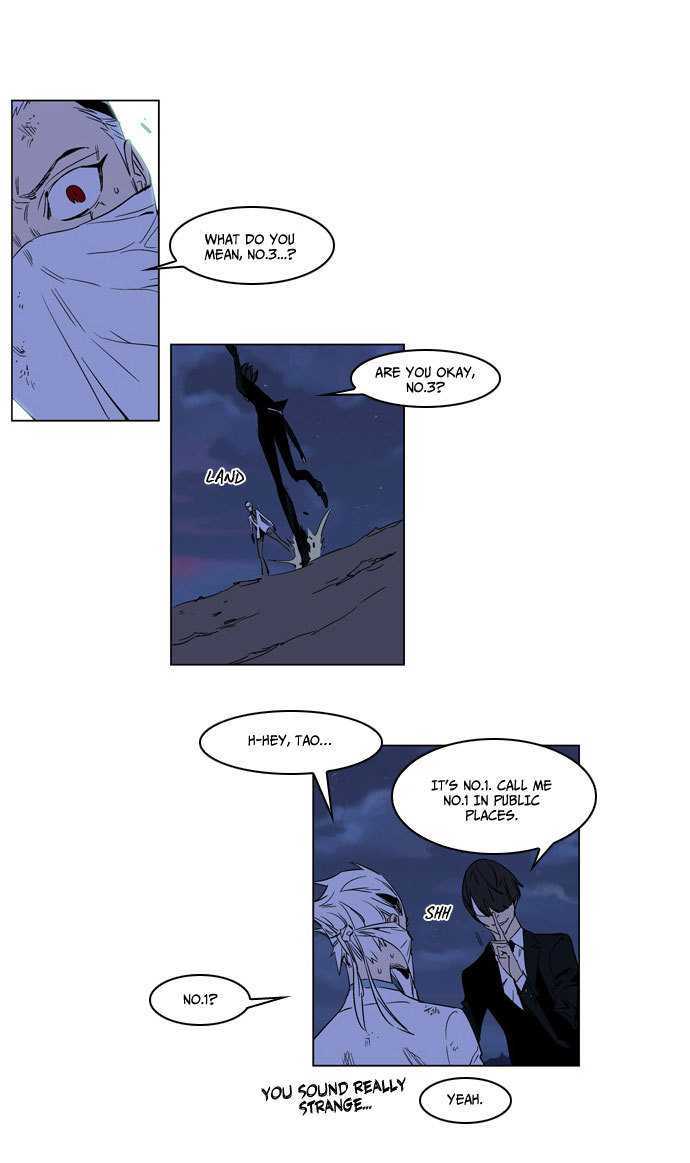 WHAT DO YOU
MEAN, NO.3...?
ARE YOU OKAY,
NO.3?
LAND
H-HEY, TAO...
IT'S NO.1. CALL ME
NO.1 IN PUBLIC
PLACES.
SHH
NO.1?
YOU SOUND REALLY
STRANGE...
YEAH.